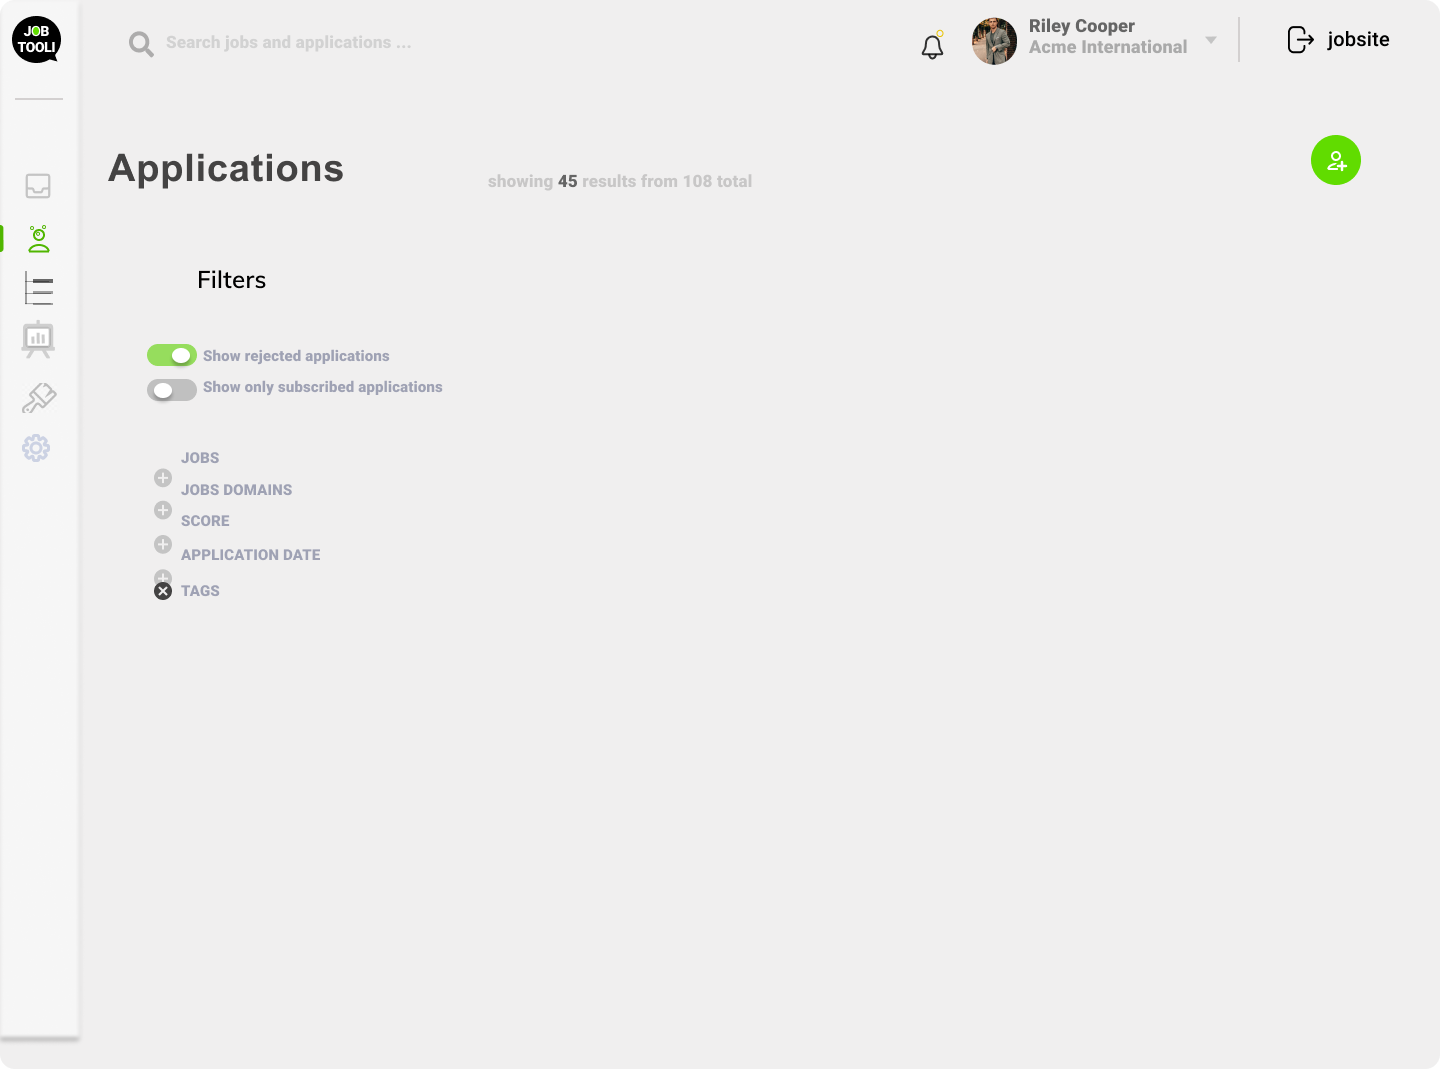 JOB
TOOLI
Search jobs and applications ...
Riley Cooper
Acme International
jobsite
Applications
showing 45 results from 108 total
Filters
Show rejected applications
Show only subscribed applications
JOBS
JOBS DOMAINS
SCORE
APPLICATION DATE
TAGS